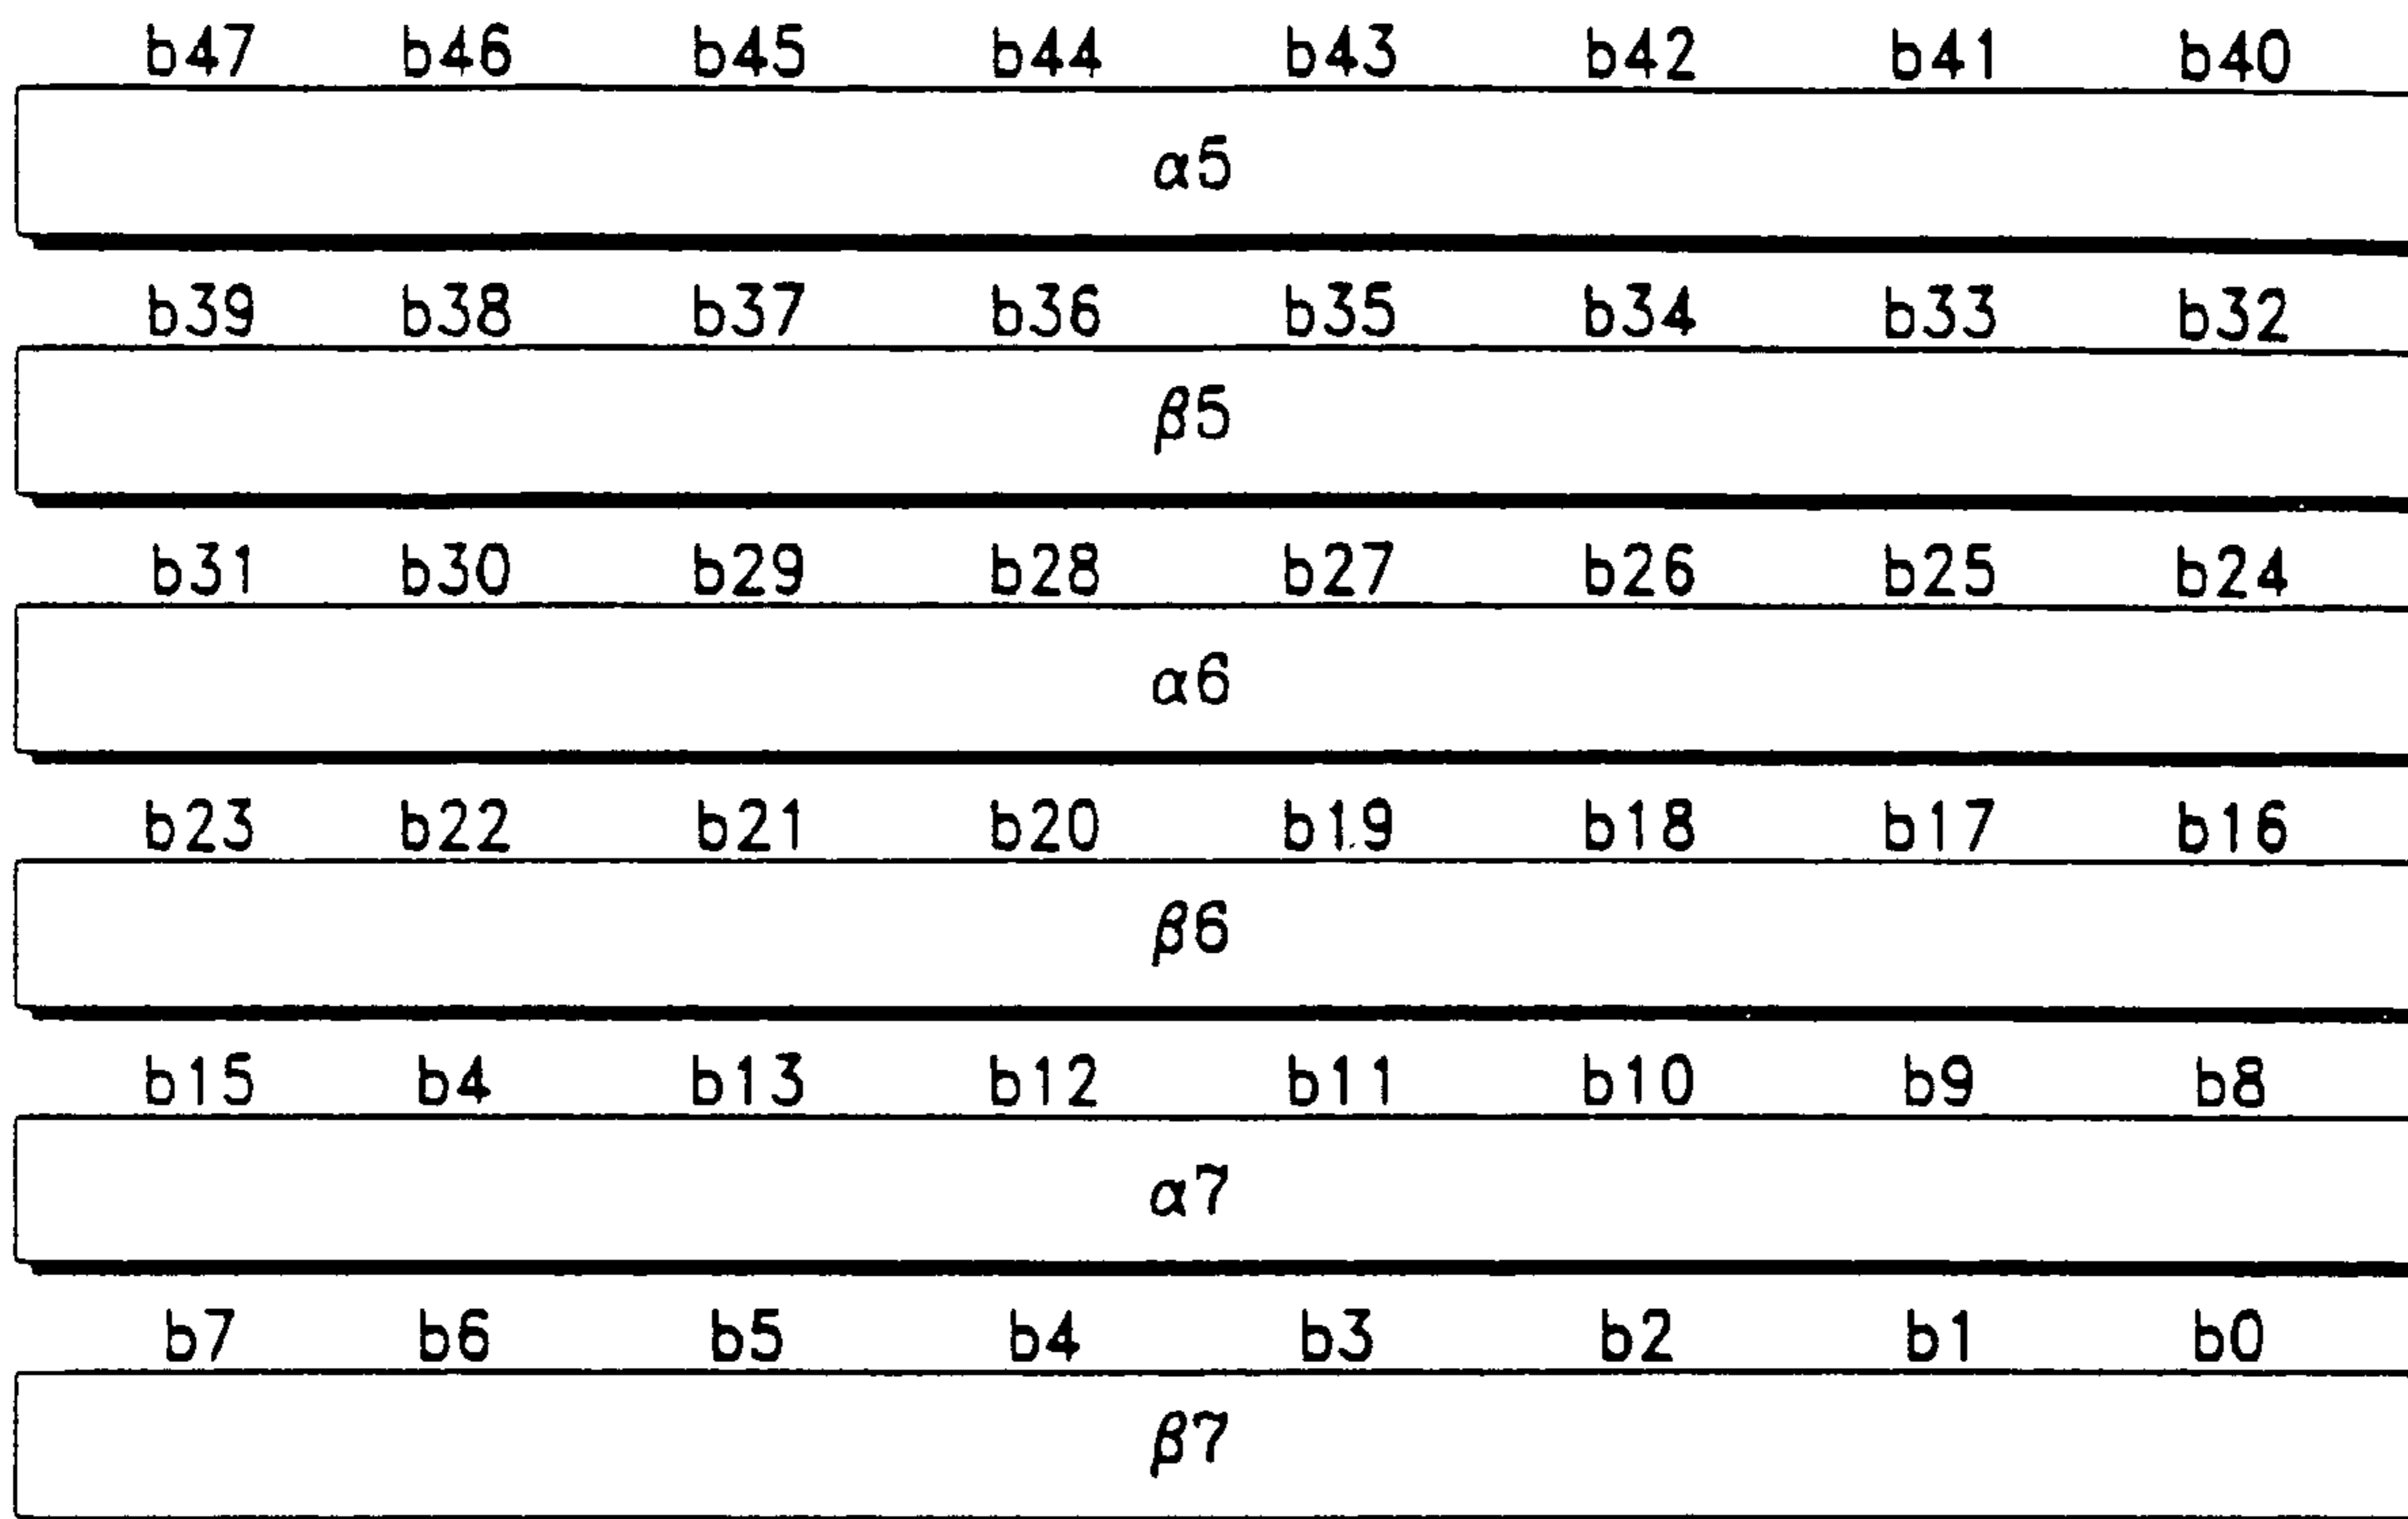 b47 b46 b45 b44 b43 b42 b41 b40
α5
b39 b38 b37 b36 b35 b34 b33 b32
β5
b31 b30 b29 b28 b27 b26 b25 b24
α6
b23 b22 b21 b20 b19 b18 b17 b16
β6
b15 b4 b13 b12 b11 b10 b9 b8
α7
b7 b6 b5 b4 b3 b2 b1 b0
β7